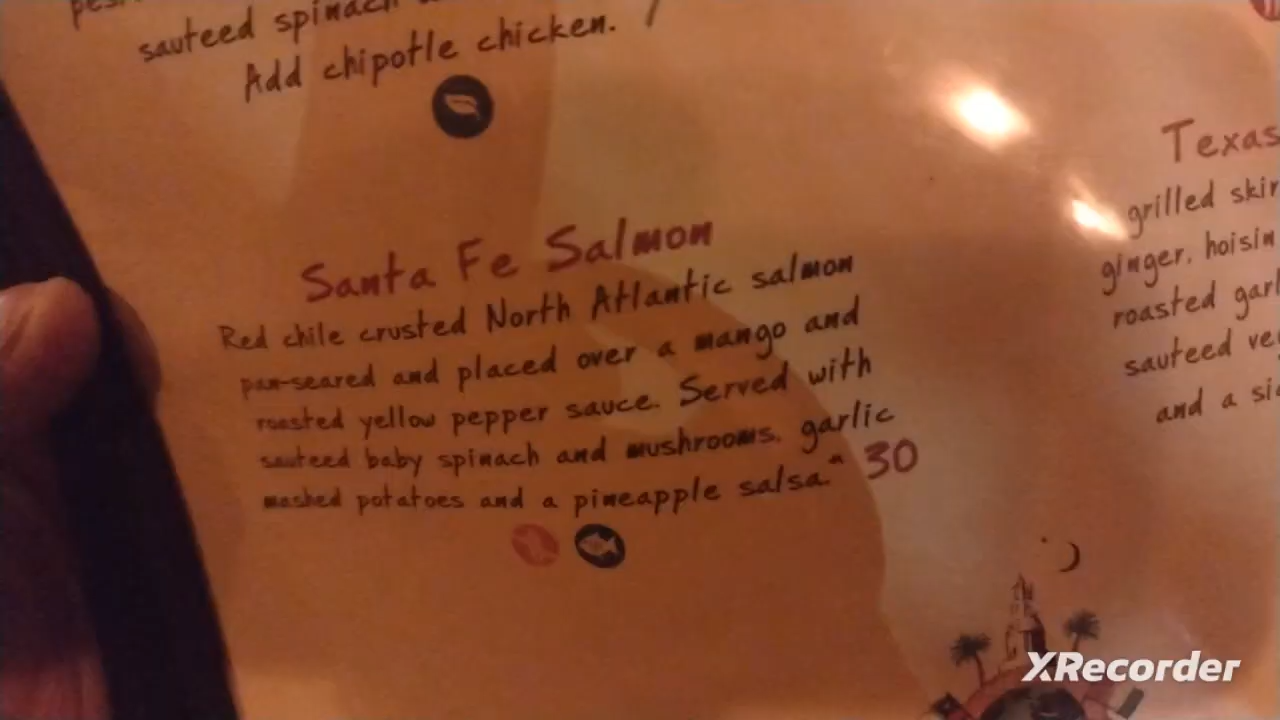 sauteed spinach
Add chipotle chicken.
Santa Fe Salmon
Red chile crusted North Atlantic salmon
pan-seared and placed over a mango and
roasted yellow pepper sauce. Served with
sauteed baby spinach and mushrooms, garlic
mashed potatoes and a pineapple salsa. 30
Texas
grilled
ginger, hoisin
roasted
sauteed
and a
XRecorder